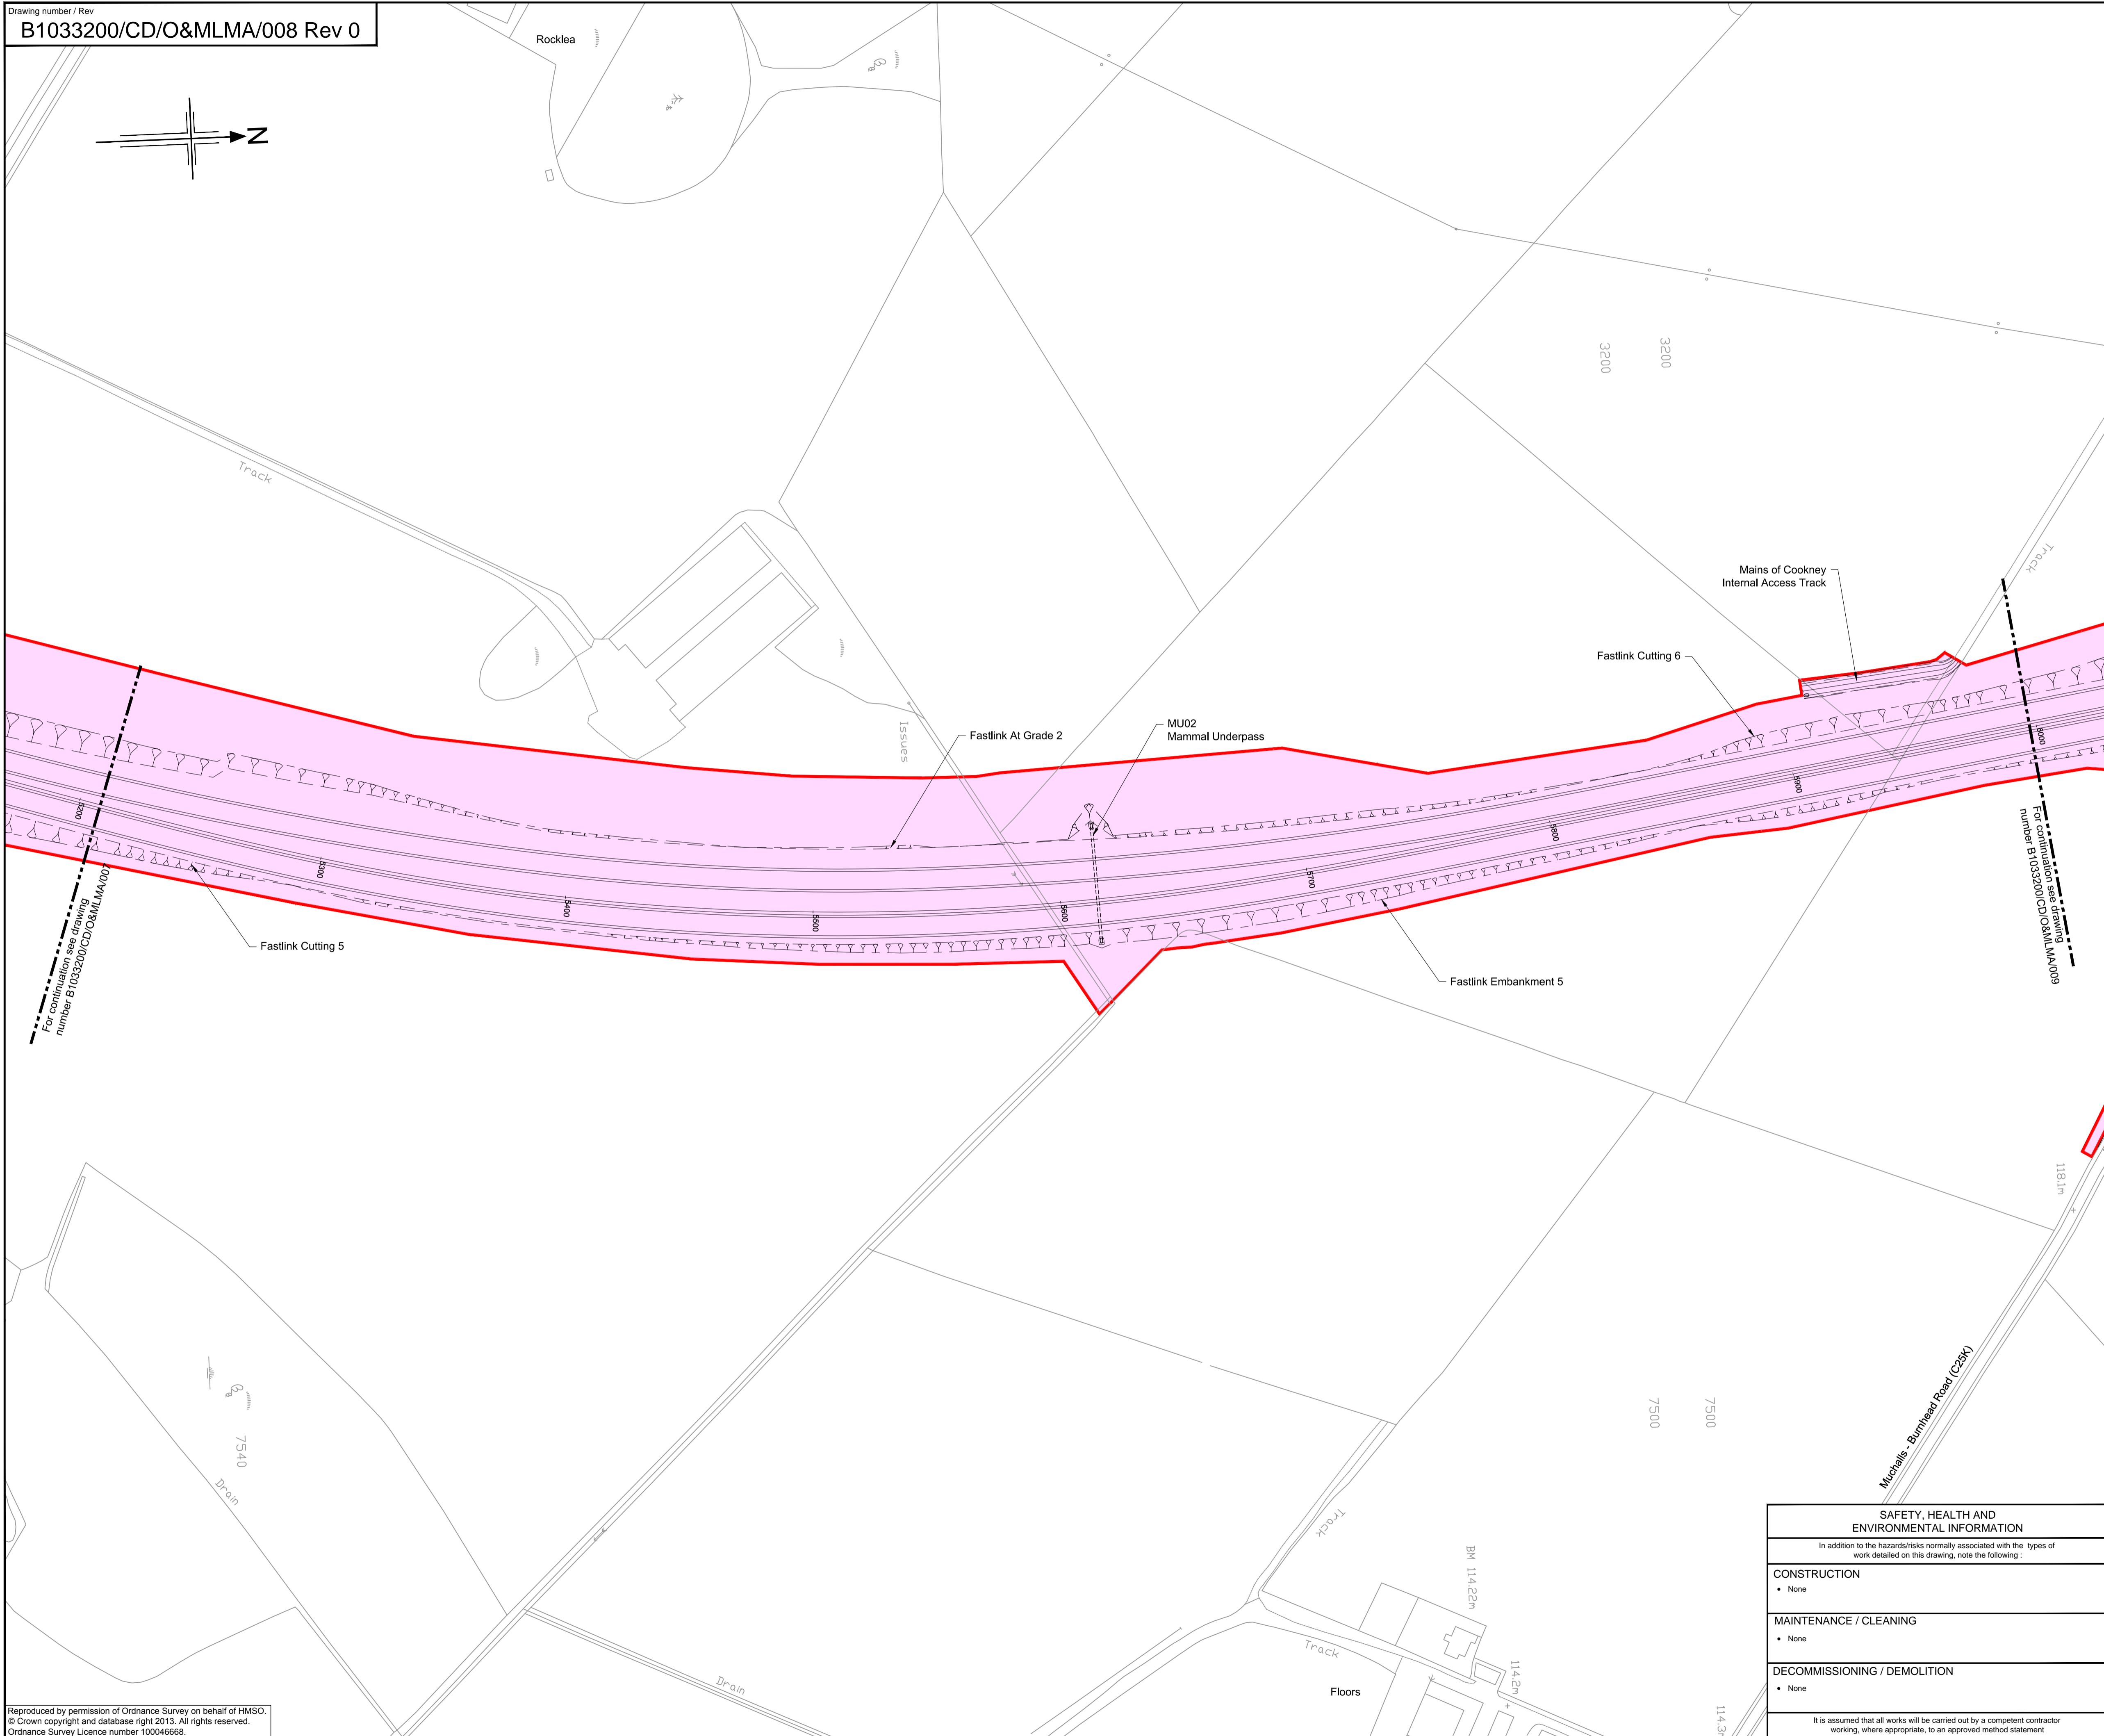 Drawing number / Rev
B1033200/CD/O&MLMA/008 Rev 0
Rocklea
N
3200
3200
Track
Track
Mains of Cookney
Internal Access Track
Fastlink Cutting 6
Issues
MU02
Mammal Underpass
Fastlink At Grade 2
5200
5300
5400
5500
5600
5700
5800
5900
6000
0
Fastlink Cutting 5
Fastlink Embankment 5
For continuation see drawing
number B1033200/CD/O&MLMA/007
For continuation see drawing
number B1033200/CD/O&MLMA/009
118.1m
Muchalls - Burnhead Road (C25K)
7540
Drain
7500
7500
Track
BM 114.22m
Track
114.2m
114.3m
Drain
Floors
SAFETY, HEALTH AND
ENVIRONMENTAL INFORMATION
In addition to the hazards/risks normally associated with the types of
work detailed on this drawing, note the following :
CONSTRUCTION
• None
MAINTENANCE / CLEANING
• None
DECOMMISSIONING / DEMOLITION
• None
It is assumed that all works will be carried out by a competent contractor
working, where appropriate, to an approved method statement
Reproduced by permission of Ordnance Survey on behalf of HMSO.
© Crown copyright and database right 2013. All rights reserved.
Ordnance Survey Licence number 100046668.